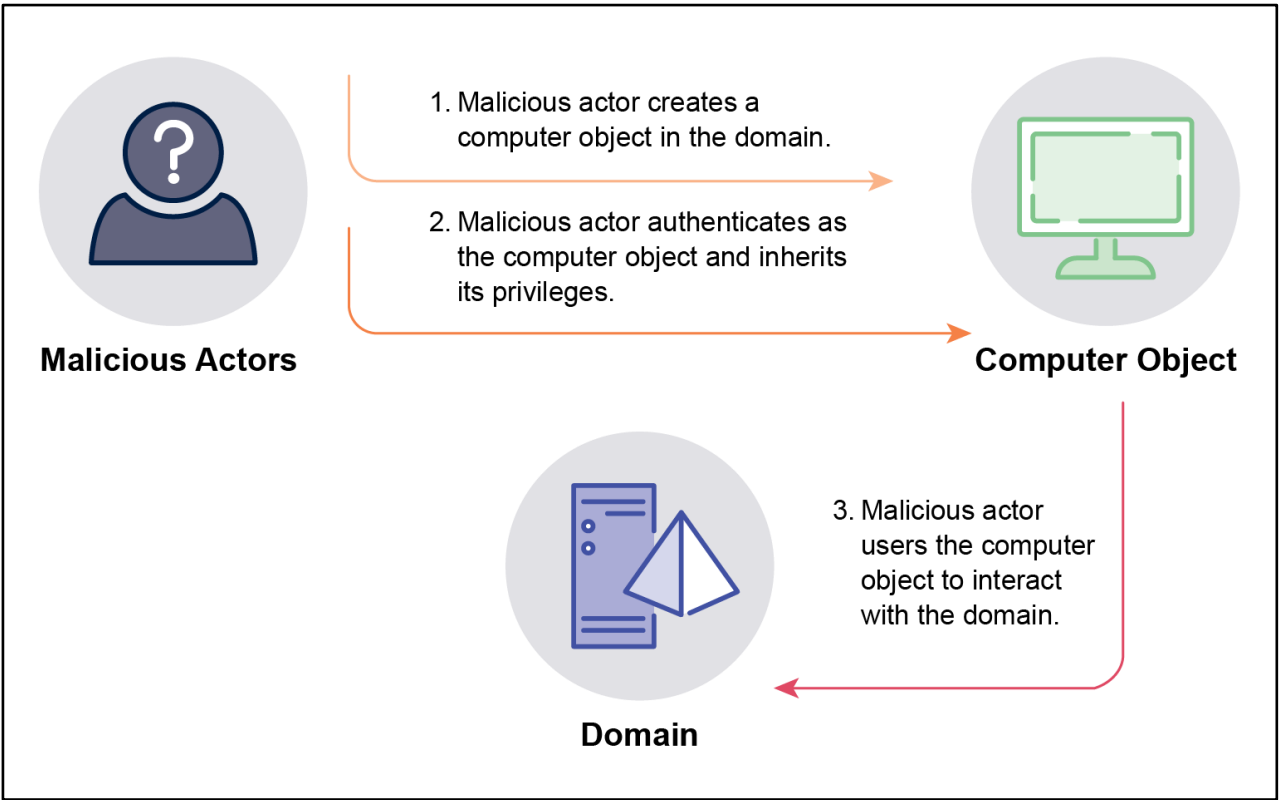 1. Malicious actor creates a
computer object in the domain.
2. Malicious actor authenticates as
the computer object and inherits
its privileges.
Malicious Actors
Computer Object
3. Malicious actor
users the computer
object to interact
with the domain.
Domain